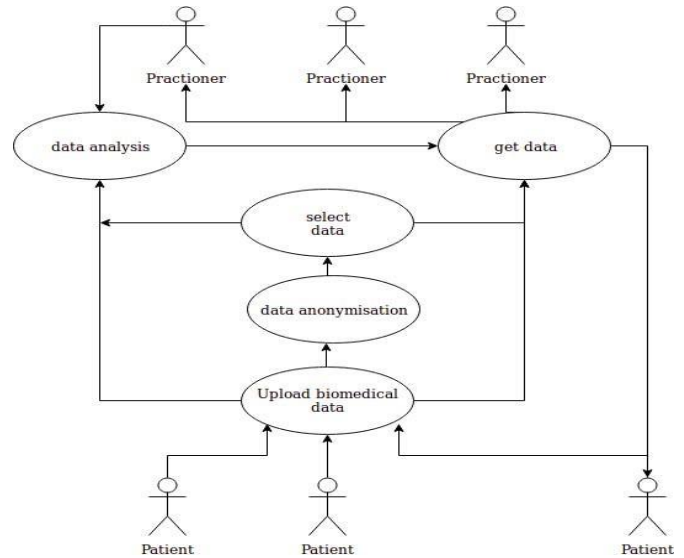 Practioner
Practioner
Practioner
data analysis
get data
select
data
data anonymisation
Upload biomedical
data
Patient
Patient
Patient